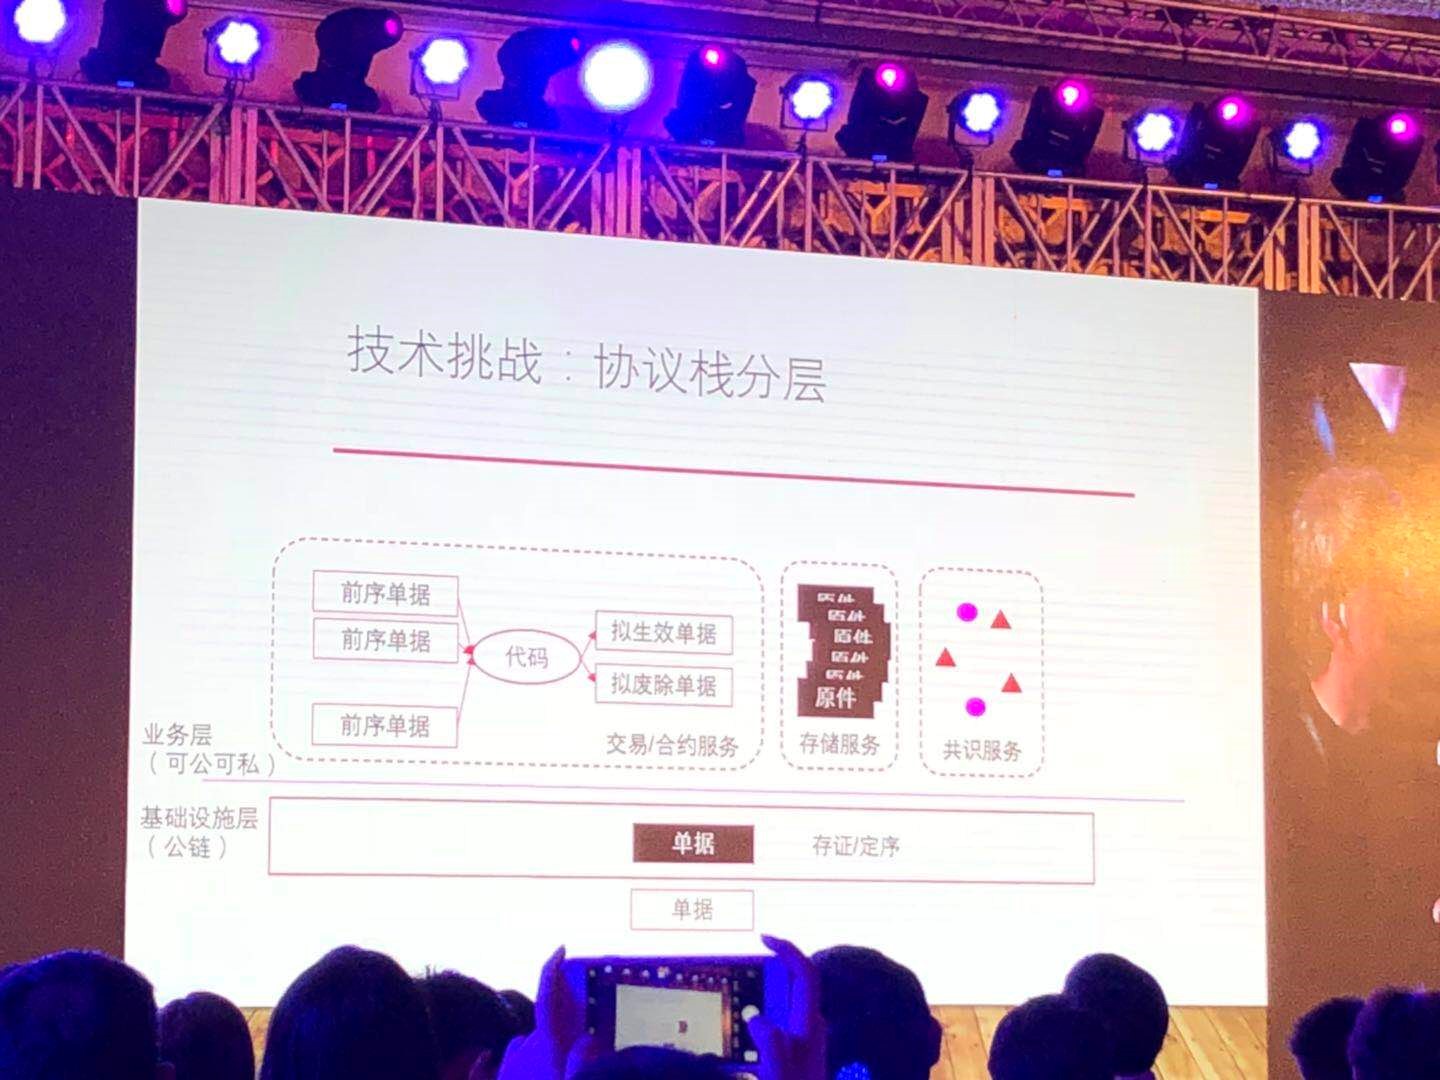 技术挑战：协议栈分层
前序单据
前序单据
前序单据
代码
拟生效单据
拟废除单据
交易/合约服务
原件
原件
原件
原件
原件
原件
存储服务
共识服务
业务层
（可公可私）
基础设施层
（公链）
单据
存证/定序
单据